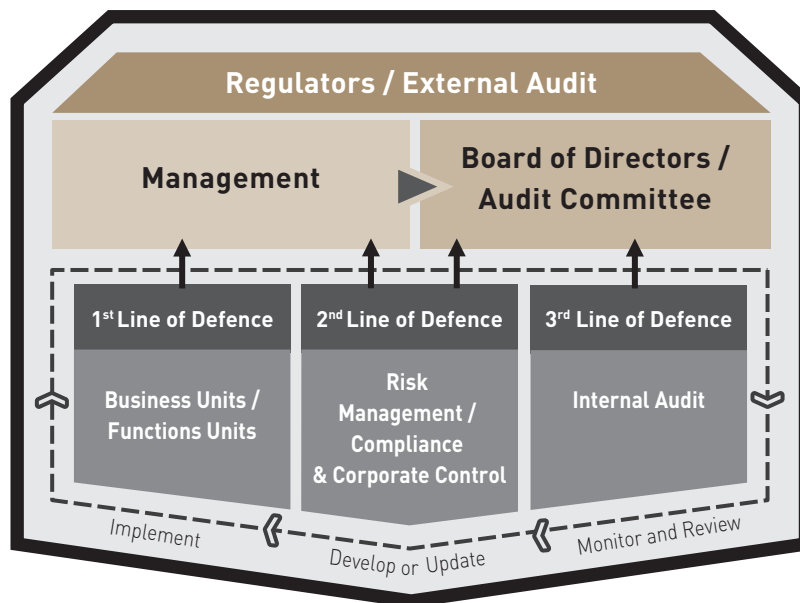 Regulators / External Audit
Management
Board of Directors /
Audit Committee
1st Line of Defence
2nd Line of Defence
3rd Line of Defence
Business Units /
Functions Units
Risk
Management /
Compliance
& Corporate Control
Internal Audit
Implement
Develop or Update
Monitor and Review